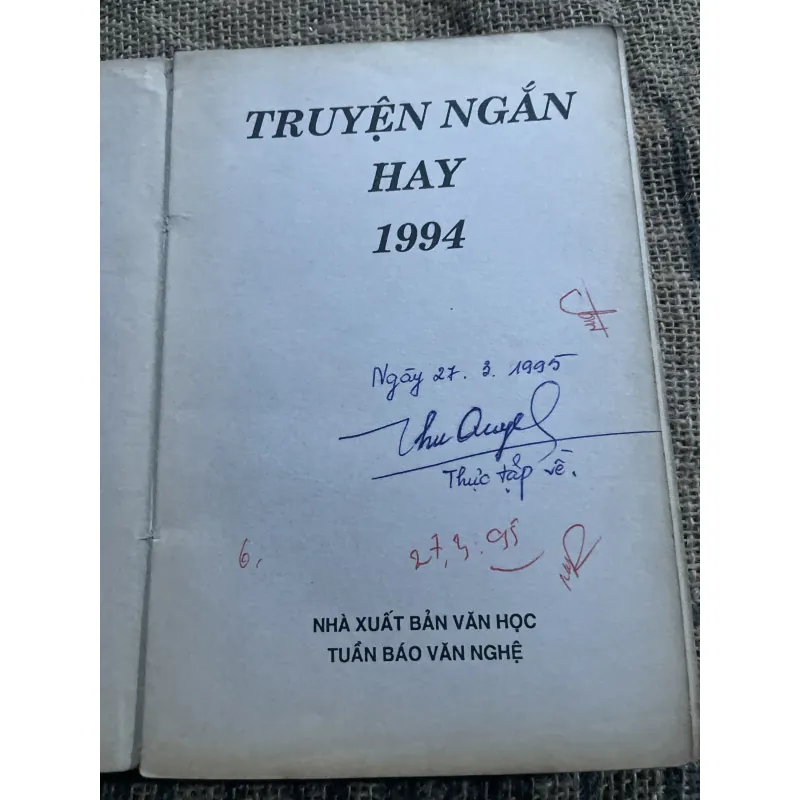 TRUYỆN NGẮN
HAY
1994
Ngày 27. 3. 1995
Thu
Thực tập về.
6,
27.3.95
NHÀ XUẤT BẢN VĂN HỌC
TUẦN BÁO VĂN NGHỆ